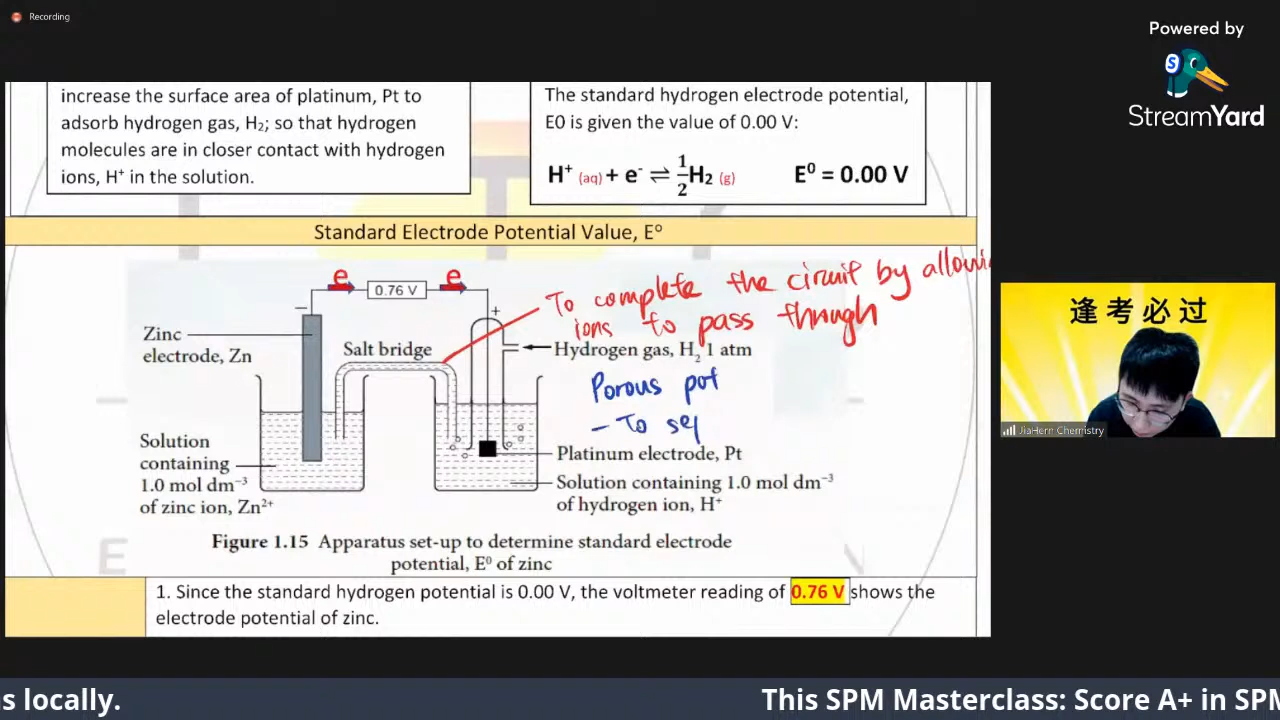 Recording
Powered by
S
StreamYard
increase the surface area of platinum, Pt to
adsorb hydrogen gas, H₂; so that hydrogen
molecules are in closer contact with hydrogen
ions, H⁺ in the solution.
The standard hydrogen electrode potential,
E0 is given the value of 0.00 V:
H⁺ (aq) + e⁻ ⇌ 1/2 H₂ (g) E⁰ = 0.00 V
Standard Electrode Potential Value, E⁰
e 0.76 V e
− +
To complete the circuit by allowi
ions to pass through
Zinc
electrode, Zn
Salt bridge
Hydrogen gas, H₂ 1 atm
Porous pot
- To sep
Solution
containing
1.0 mol dm⁻³
of zinc ion, Zn²⁺
Platinum electrode, Pt
Solution containing 1.0 mol dm⁻³
of hydrogen ion, H⁺
Figure 1.15 Apparatus set-up to determine standard electrode
potential, E⁰ of zinc
1. Since the standard hydrogen potential is 0.00 V, the voltmeter reading of 0.76 V shows the
electrode potential of zinc.
逢考必过
JiaHern Chemistry
s locally. This SPM Masterclass: Score A+ in SPM